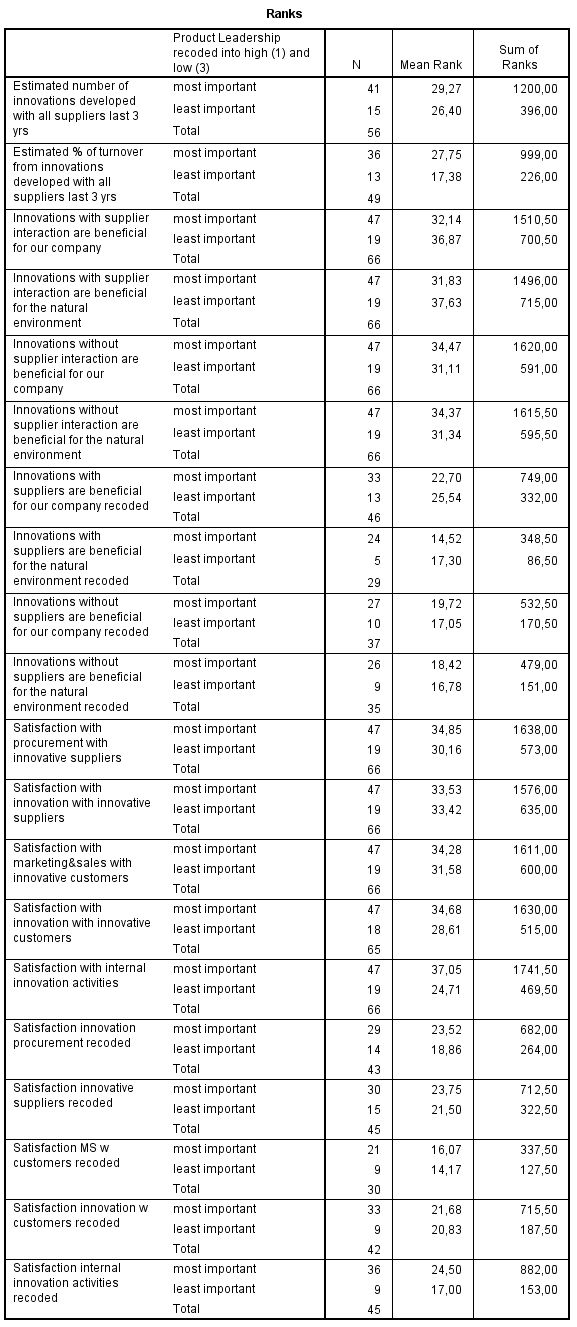 Ranks
Product Leadership
recoded into high (1) and
low (3)
N
Mean Rank
Sum of
Ranks
Estimated number of
innovations developed
with all suppliers last 3
yrs
most important 41 29,27 1200,00
least important 15 26,40 396,00
Total 56
Estimated % of turnover
from innovations
developed with all
suppliers last 3 yrs
most important 36 27,75 999,00
least important 13 17,38 226,00
Total 49
Innovations with supplier
interaction are beneficial
for our company
most important 47 32,14 1510,50
least important 19 36,87 700,50
Total 66
Innovations with supplier
interaction are beneficial
for the natural
environment
most important 47 31,83 1496,00
least important 19 37,63 715,00
Total 66
Innovations without
supplier interaction are
beneficial for our
company
most important 47 34,47 1620,00
least important 19 31,11 591,00
Total 66
Innovations without
supplier interaction are
beneficial for the natural
environment
most important 47 34,37 1615,50
least important 19 31,34 595,50
Total 66
Innovations with
suppliers are beneficial
for our company recoded
most important 33 22,70 749,00
least important 13 25,54 332,00
Total 46
Innovations with
suppliers are beneficial
for the natural
environment recoded
most important 24 14,52 348,50
least important 5 17,30 86,50
Total 29
Innovations without
suppliers are beneficial
for our company recoded
most important 27 19,72 532,50
least important 10 17,05 170,50
Total 37
Innovations without
suppliers are beneficial
for the natural
environment recoded
most important 26 18,42 479,00
least important 9 16,78 151,00
Total 35
Satisfaction with
procurement with
innovative suppliers
most important 47 34,85 1638,00
least important 19 30,16 573,00
Total 66
Satisfaction with
innovation with innovative
suppliers
most important 47 33,53 1576,00
least important 19 33,42 635,00
Total 66
Satisfaction with
marketing&sales with
innovative customers
most important 47 34,28 1611,00
least important 19 31,58 600,00
Total 66
Satisfaction with
innovation with innovative
customers
most important 47 34,68 1630,00
least important 18 28,61 515,00
Total 65
Satisfaction with internal
innovation activities
most important 47 37,05 1741,50
least important 19 24,71 469,50
Total 66
Satisfaction innovation
procurement recoded
most important 29 23,52 682,00
least important 14 18,86 264,00
Total 43
Satisfaction innovative
suppliers recoded
most important 30 23,75 712,50
least important 15 21,50 322,50
Total 45
Satisfaction MS w
customers recoded
most important 21 16,07 337,50
least important 9 14,17 127,50
Total 30
Satisfaction innovation w
customers recoded
most important 33 21,68 715,50
least important 9 20,83 187,50
Total 42
Satisfaction internal
innovation activities
recoded
most important 36 24,50 882,00
least important 9 17,00 153,00
Total 45